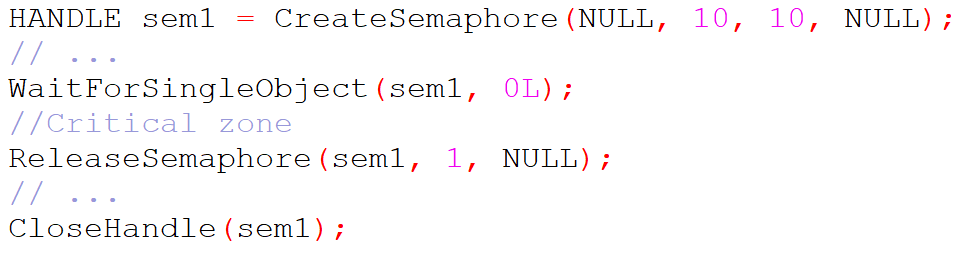 HANDLE sem1 = CreateSemaphore(NULL, 10, 10, NULL);
// ...
WaitForSingleObject(sem1, 0L);
//Critical zone
ReleaseSemaphore(sem1, 1, NULL);
// ...
CloseHandle(sem1);